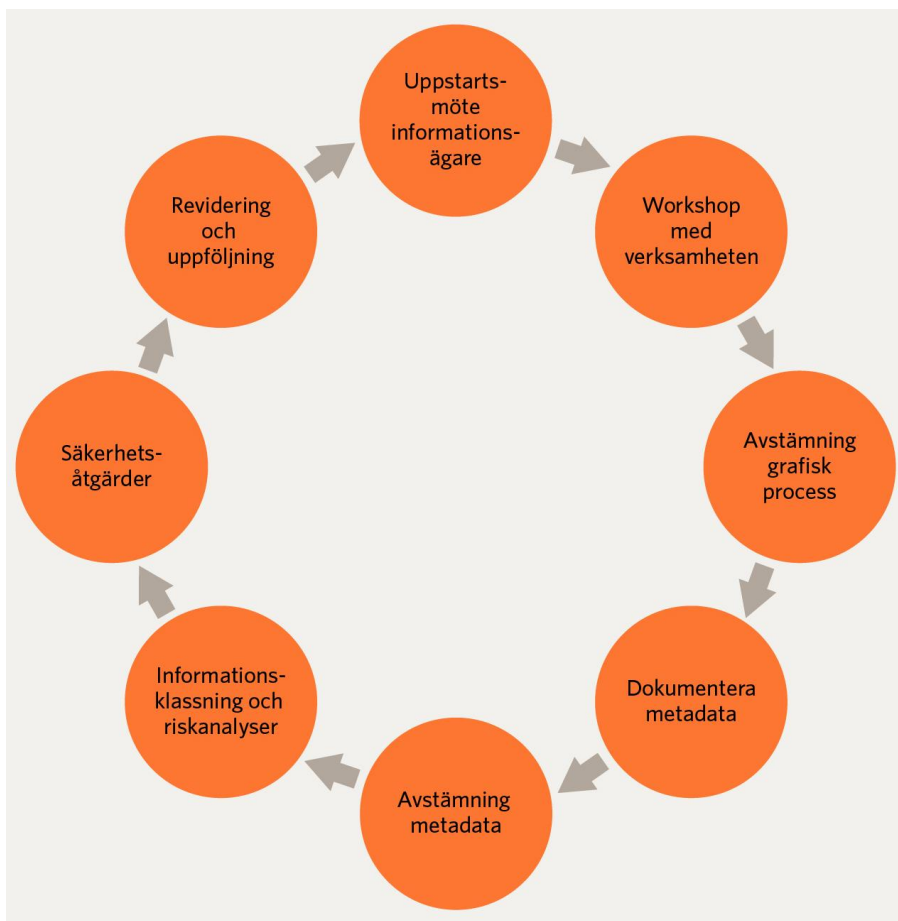 Uppstarts-
möte
informations-
ägare
Workshop
med
verksamheten
Avstämning
grafisk
process
Dokumentera
metadata
Avstämning
metadata
Informations-
klassning och
riskanalyser
Säkerhets-
åtgärder
Revidering
och
uppföljning